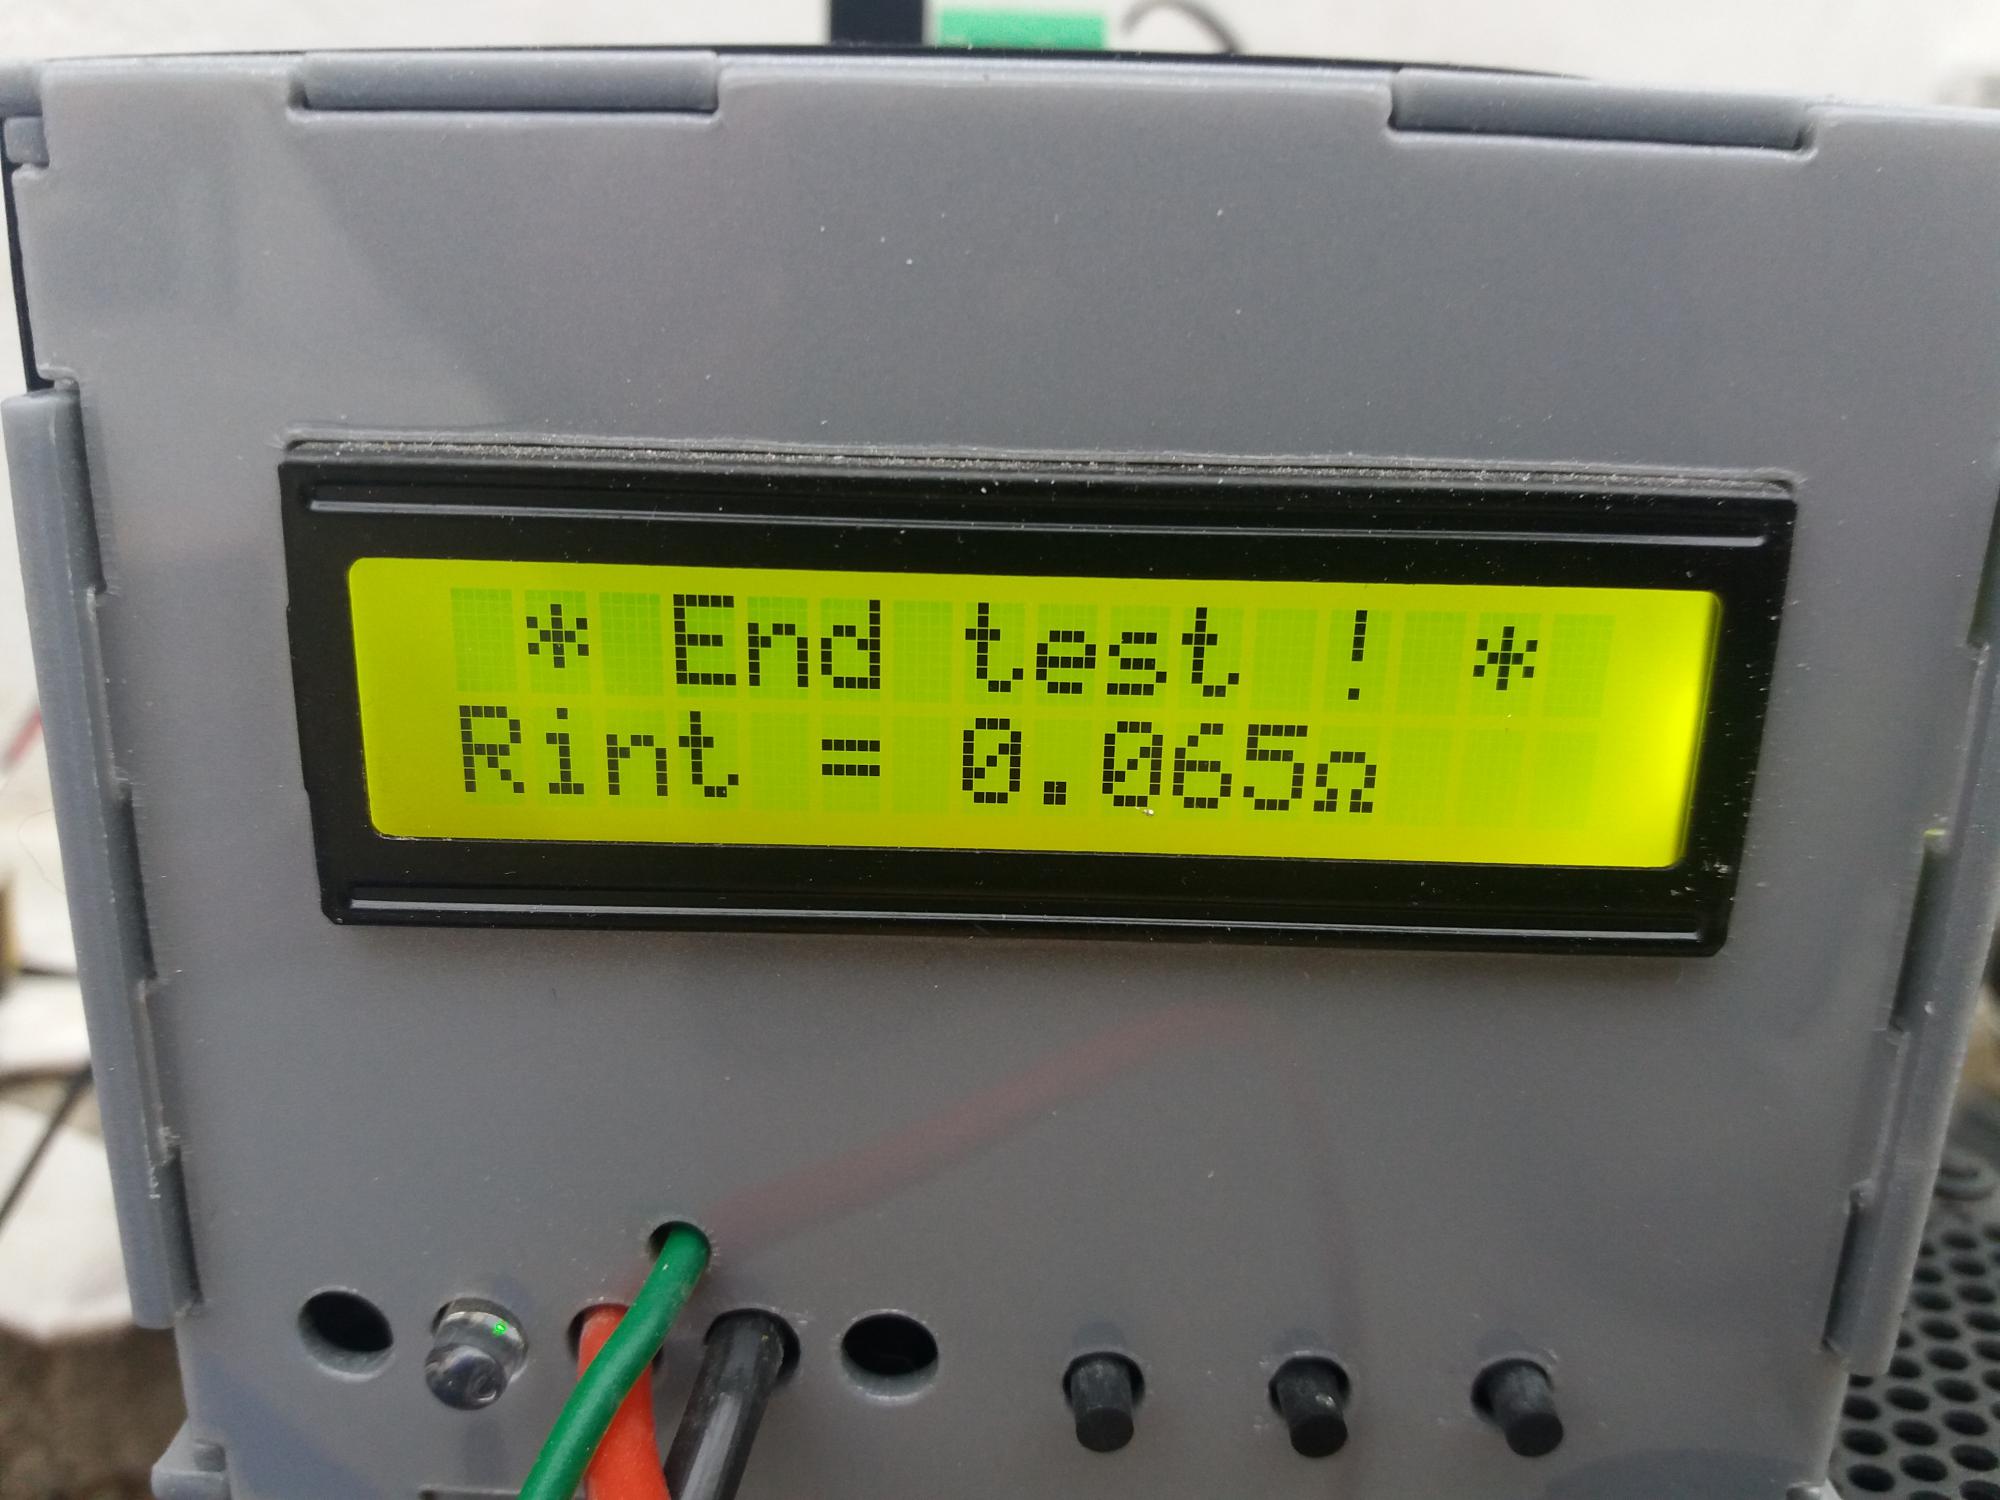 * End test ! *
Rint = 0.065Ω